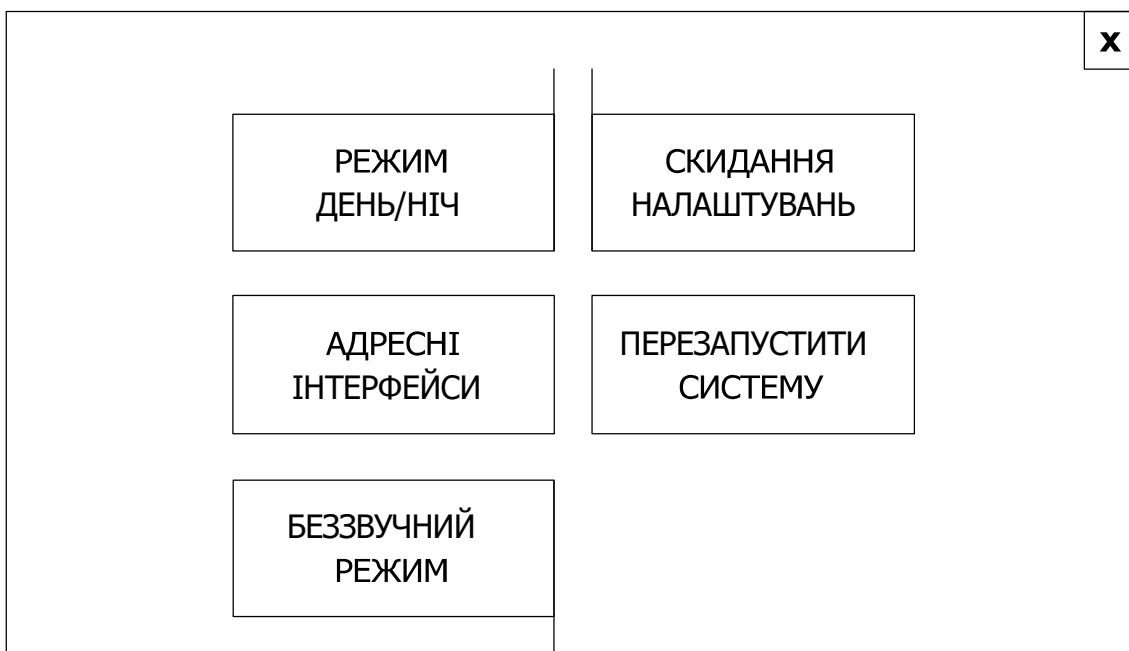 X
РЕЖИМ
ДЕНЬ/НІЧ
СКИДАННЯ
НАЛАШТУВАНЬ
АДРЕСНІ
ІНТЕРФЕЙСИ
ПЕРЕЗАПУСТИТИ
СИСТЕМУ
БЕЗЗВУЧНИЙ
РЕЖИМ